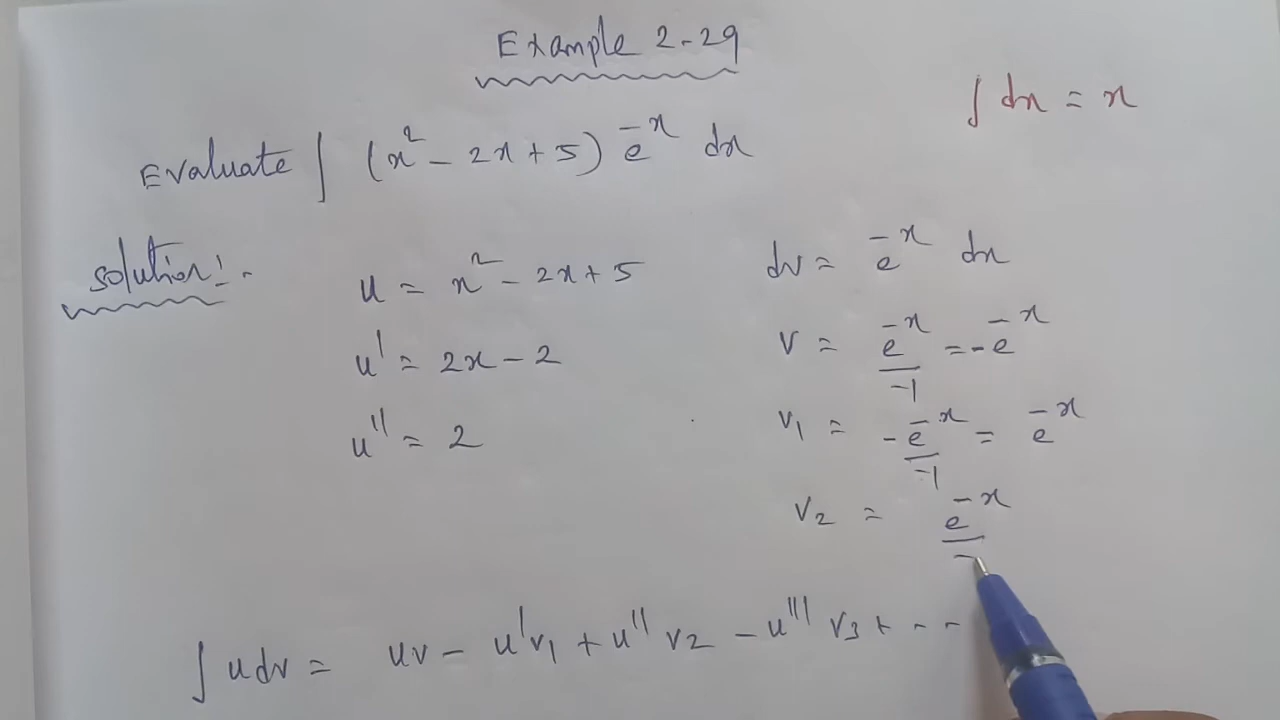 Example 2.29
∫ dx = x
Evaluate ∫ (x² - 2x + 5) e^-x dx
Solution:-
u = x² - 2x + 5
dv = e^-x dx
u' = 2x - 2
v = e^-x/-1 = -e^-x
u'' = 2
v₁ = -e^-x/-1 = e^-x
v₂ = e^-x/-
∫ u dv = uv - u'v₁ + u''v₂ - u'''v₃ + - -